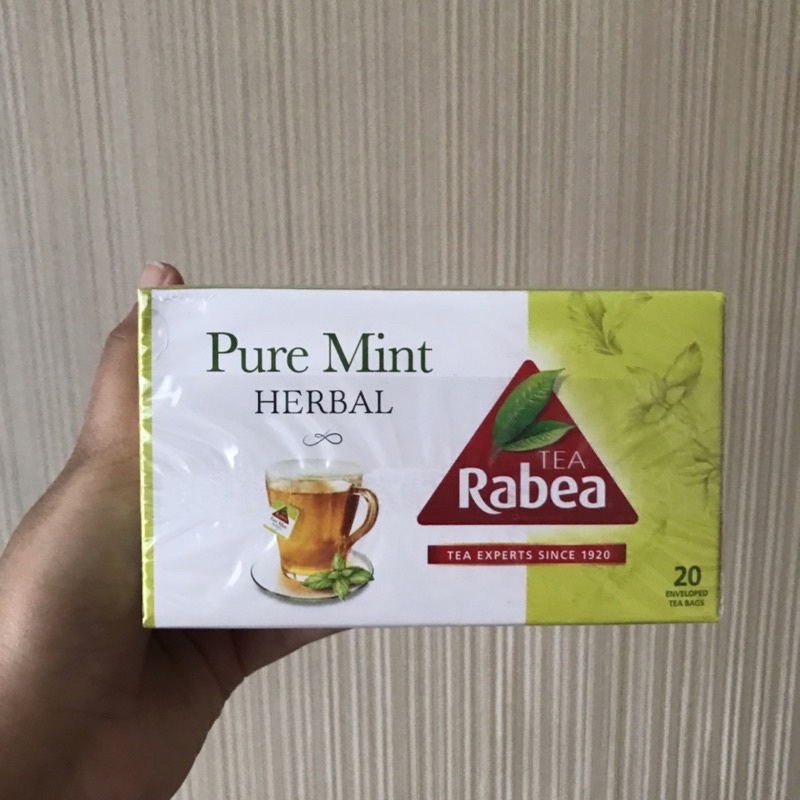 Pure Mint
HERBAL
TEA
Rabea
TEA EXPERTS SINCE 1920
20
ENVELOPED
TEA BAGS